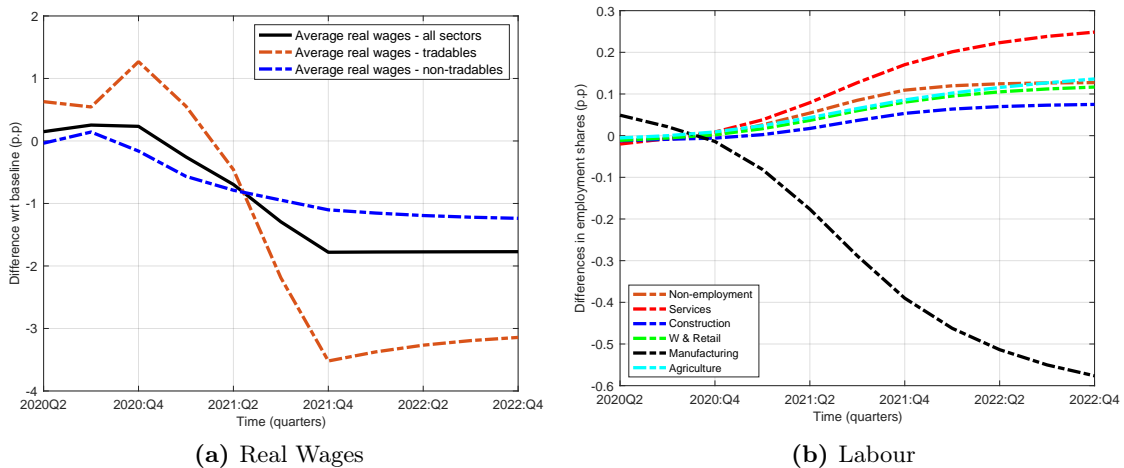 2
1
0
-1
-2
-3
-4
Difference wrt baseline (p.p)
Average real wages - all sectors
Average real wages - tradables
Average real wages - non-tradables
2020Q2 2020:Q4 2021:Q2 2021:Q4 2022:Q2 2022:Q4
Time (quarters)
(a) Real Wages
0.3
0.2
0.1
0
-0.1
-0.2
-0.3
-0.4
-0.5
-0.6
Differences in employment shares (p.p)
Non-employment
Services
Construction
W & Retail
Manufacturing
Agriculture
2020Q2 2020:Q4 2021:Q2 2021:Q4 2022:Q2 2022:Q4
Time (quarters)
(b) Labour